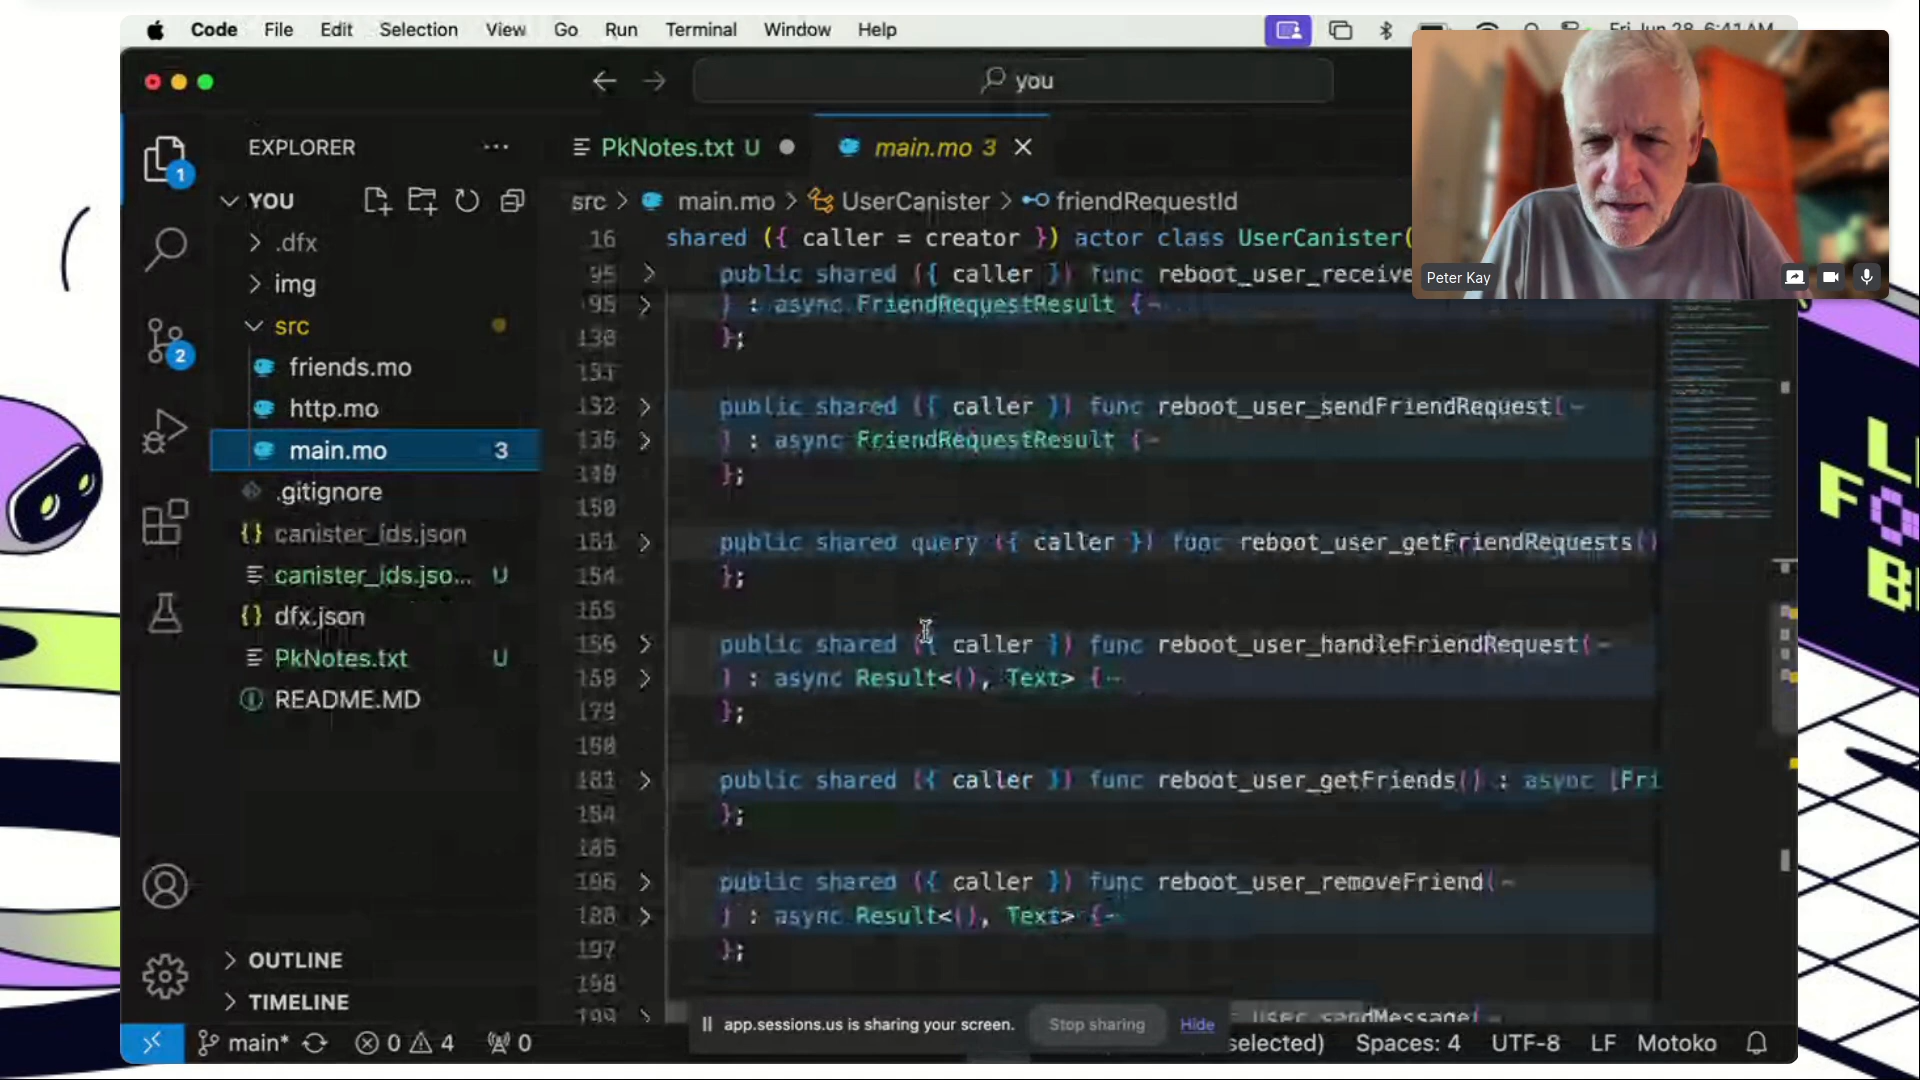 Code File Edit Selection View Go Run Terminal Window Help Fri Jun 28 6:41 AM
you
EXPLORER ···
PkNotes.txt U
main.mo 3
Peter Kay
YOU
.dfx
img
src
friends.mo
http.mo
main.mo 3
.gitignore
canister_ids.json
canister_ids.jso... U
dfx.json
PkNotes.txt U
README.MD
OUTLINE
TIMELINE
1
2
src > main.mo > UserCanister > friendRequestId
16 shared ({ caller = creator }) actor class UserCanister(
95 public shared ({ caller }) func reboot_user_receive
} : async FriendRequestResult {
130 };
131
132 public shared ({ caller }) func reboot_user_sendFriendRequest(
135 } : async FriendRequestResult {
149 };
150
151 public shared query ({ caller }) func reboot_user_getFriendRequests()
154 };
155
156 public shared ({ caller }) func reboot_user_handleFriendRequest(
159 } : async Result<(), Text> {
179 };
180
181 public shared ({ caller }) func reboot_user_getFriends() : async [Fri
184 };
185
186 public shared ({ caller }) func reboot_user_removeFriend(
188 } : async Result<(), Text> {
197 };
198
199 user_sendMessage(
app.sessions.us is sharing your screen. Stop sharing Hide
main* 0 4 0 selected) Spaces: 4 UTF-8 LF Motoko